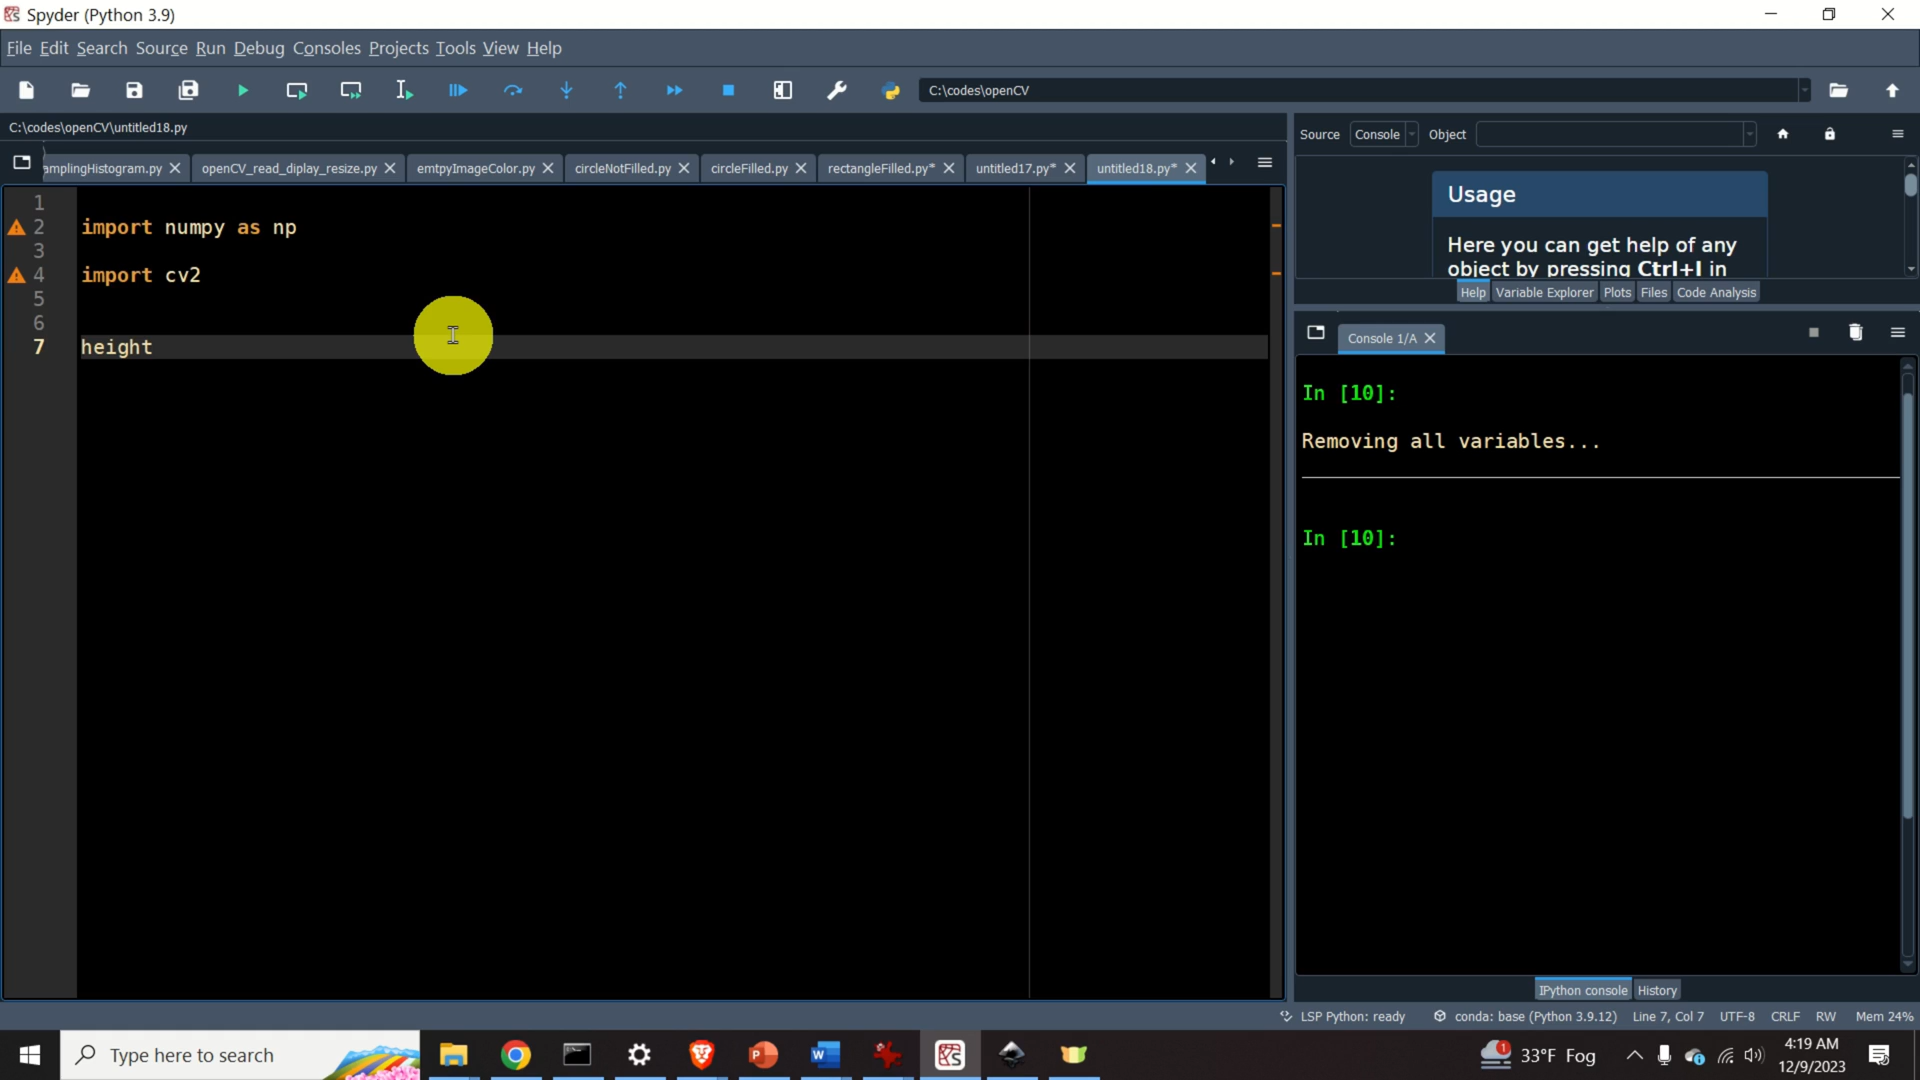 Spyder (Python 3.9)
File Edit Search Source Run Debug Consoles Projects Tools View Help
C:\codes\openCV
C:\codes\openCV\untitled18.py
Source Console Object
amplingHistogram.py openCV_read_diplay_resize.py emtpyImageColor.py circleNotFilled.py circleFilled.py rectangleFilled.py* untitled17.py* untitled18.py*
Usage
Here you can get help of any
object by pressing Ctrl+I in
Help Variable Explorer Plots Files Code Analysis
1
2 import numpy as np
3
4 import cv2
5
6
7 height
Console 1/A
In [10]:
Removing all variables...
In [10]:
IPython console History
LSP Python: ready conda: base (Python 3.9.12) Line 7, Col 7 UTF-8 CRLF RW Mem 24%
Type here to search
1
33°F Fog
4:19 AM
12/9/2023